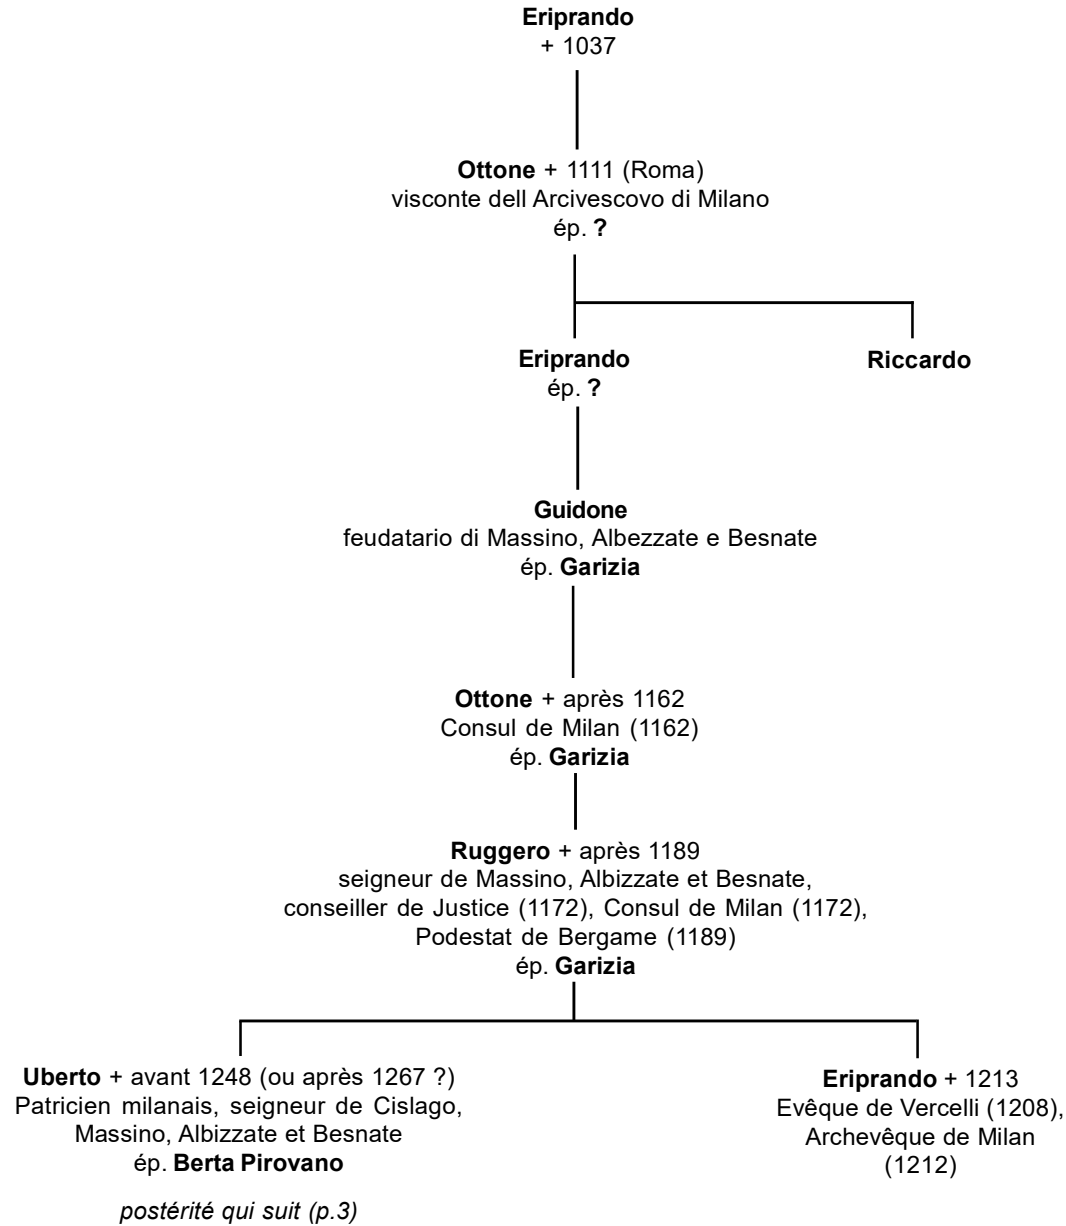 Eriprando
+ 1037
Ottone + 1111 (Roma)
visconte dell Arcivescovo di Milano
ép. ?
Eriprando
ép. ?
Riccardo
Guidone
feudatario di Massino, Albezzate e Besnate
ép. Garizia
Ottone + après 1162
Consul de Milan (1162)
ép. Garizia
Ruggero + après 1189
seigneur de Massino, Albizzate et Besnate,
conseiller de Justice (1172), Consul de Milan (1172),
Podestat de Bergame (1189)
ép. Garizia
Uberto + avant 1248 (ou après 1267 ?)
Patricien milanais, seigneur de Cislago,
Massino, Albizzate et Besnate
ép. Berta Pirovano
postérité qui suit (p.3)
Eriprando + 1213
Evêque de Vercelli (1208),
Archevêque de Milan
(1212)